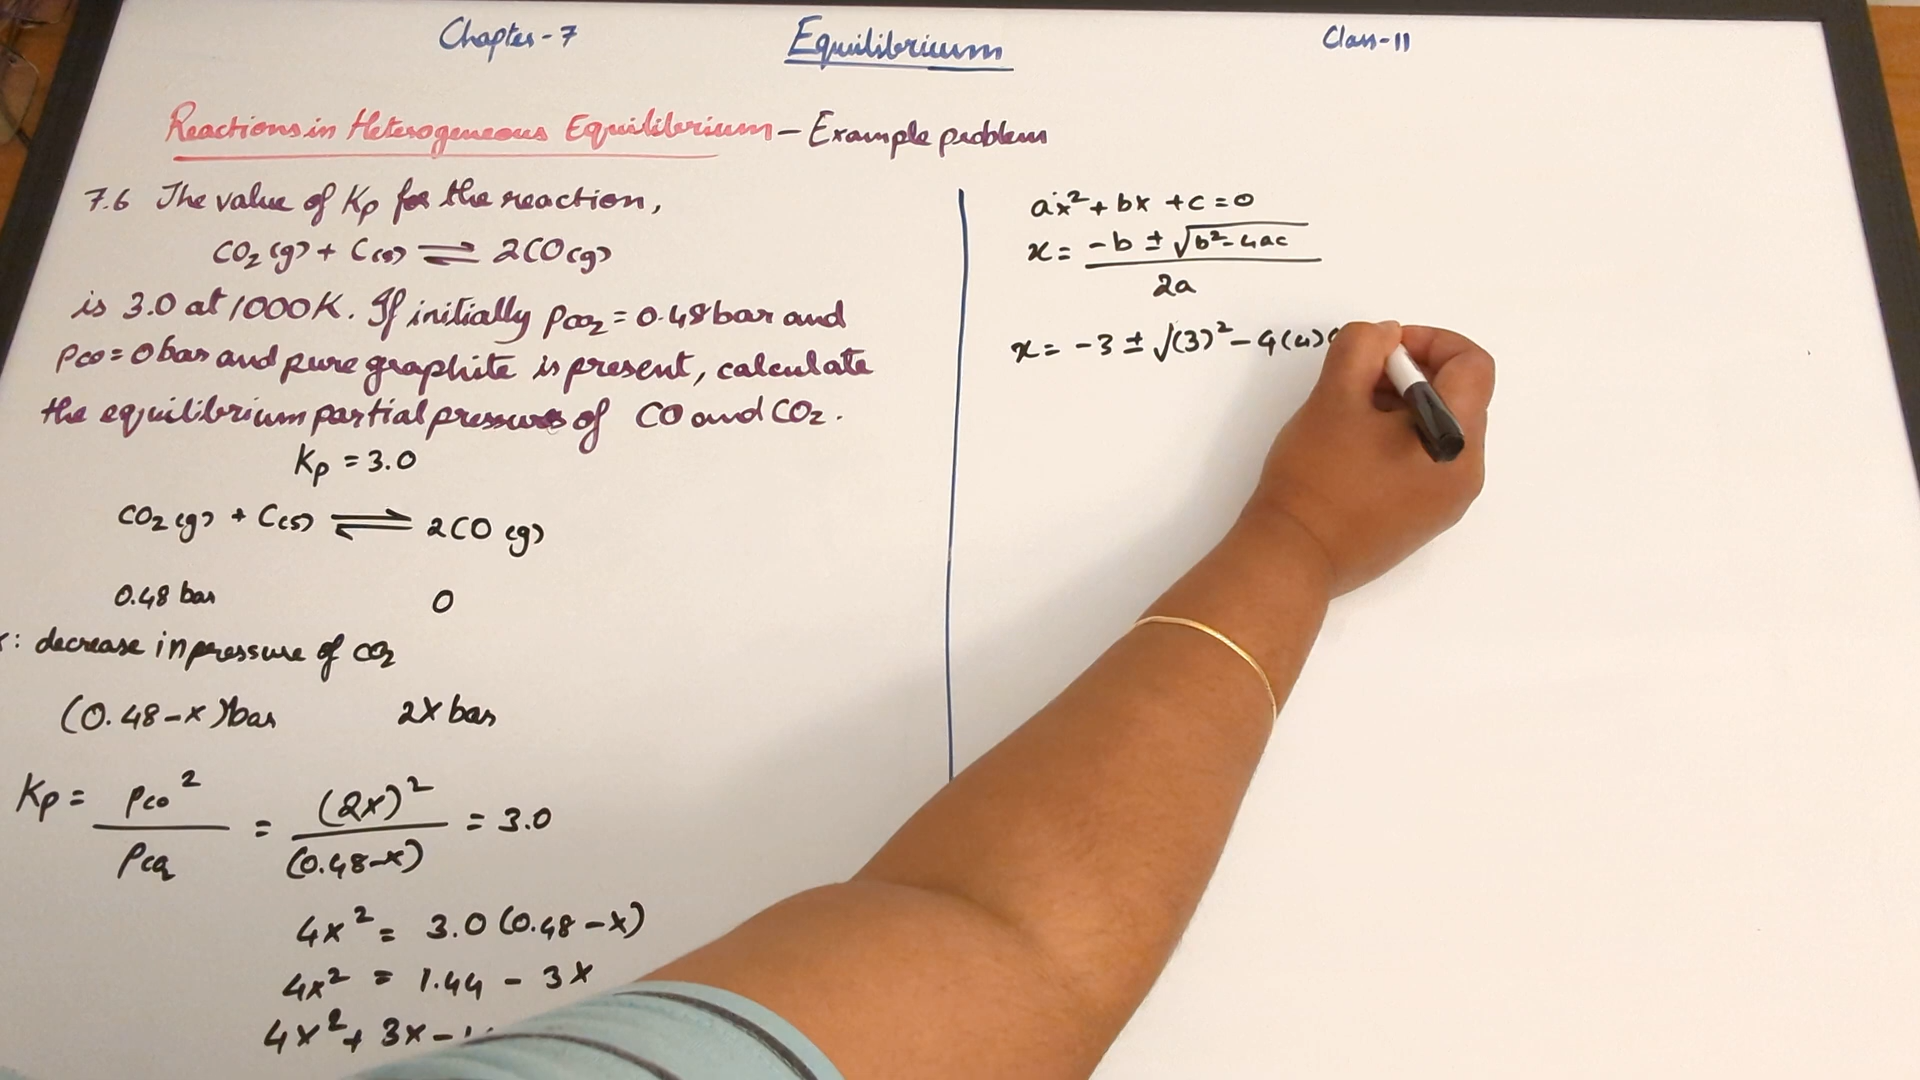 Chapter-7 Equilibrium Class-11
Reactions in Heterogeneous Equilibrium - Example problem
7.6 The value of Kp for the reaction,
CO₂(g) + C(s) ⇌ 2CO(g)
is 3.0 at 1000K. If initially pco₂ = 0.48 bar and
pco = 0 bar and pure graphite is present, calculate
the equilibrium partial pressures of CO and CO₂.
Kp = 3.0
CO₂(g) + C(s) ⇌ 2CO(g)
0.48 bar 0
: decrease in pressure of CO₂
(0.48-x)bar 2x bar
Kp = pco² / pco₂ = (2x)² / (0.48-x) = 3.0
4x² = 3.0(0.48-x)
4x² = 1.44 - 3x
4x² + 3x -
ax² + bx + c = 0
x = -b ± √b²-4ac / 2a
x = -3 ± √(3)² - 4(4)(